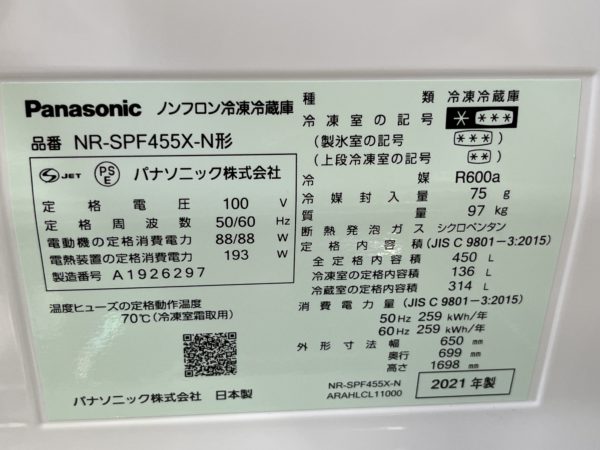 Panasonic ノンフロン冷凍冷蔵庫
品番 NR-SPF455X-N形
JET PS E パナソニック株式会社
定格電圧 100 V
定格周波数 50/60 Hz
電動機の定格消費電力 88/88 W
電熱装置の定格消費電力 193 W
製造番号 A1926297
温度ヒューズの定格動作温度
70℃(冷凍室霜取用)
パナソニック株式会社 日本製
種類 冷凍冷蔵庫
冷凍室の記号 * ***
(製氷室の記号 ***)
(上段冷凍室の記号 **)
冷媒 R600a
冷媒封入量 75 g
質量 97 kg
断熱発泡ガス シクロペンタン
定格内容積 (JIS C 9801-3:2015)
全定格内容積 450 L
冷凍室の定格内容積 136 L
冷蔵室の定格内容積 314 L
消費電力量 (JIS C 9801-3:2015)
50 Hz 259 kWh/年
60 Hz 259 kWh/年
外形寸法 幅 650 mm
奥行 699 mm
高さ 1698 mm
NR-SPF455X-N
ARAHLCL11000
2021年製